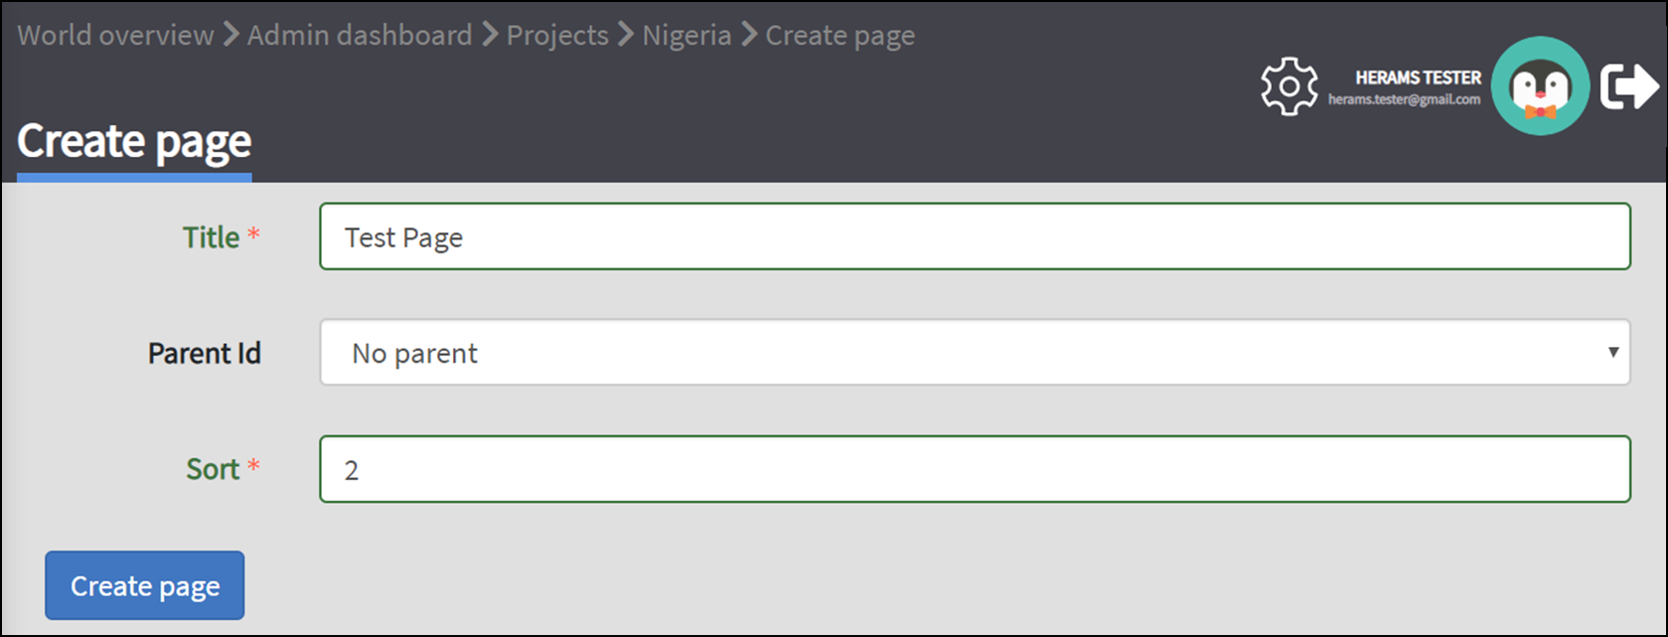 World overview > Admin dashboard > Projects > Nigeria > Create page
HERAMS TESTER
herams.tester@gmail.com
Create page
Title *
Test Page
Parent Id
No parent
Sort *
2
Create page